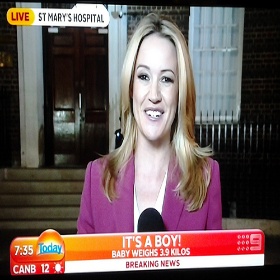 LIVE ST MARY'S HOSPITAL
IT'S A BOY!
BABY WEIGHS 3.9 KILOS
BREAKING NEWS
7:35 Today
CANB 12
9